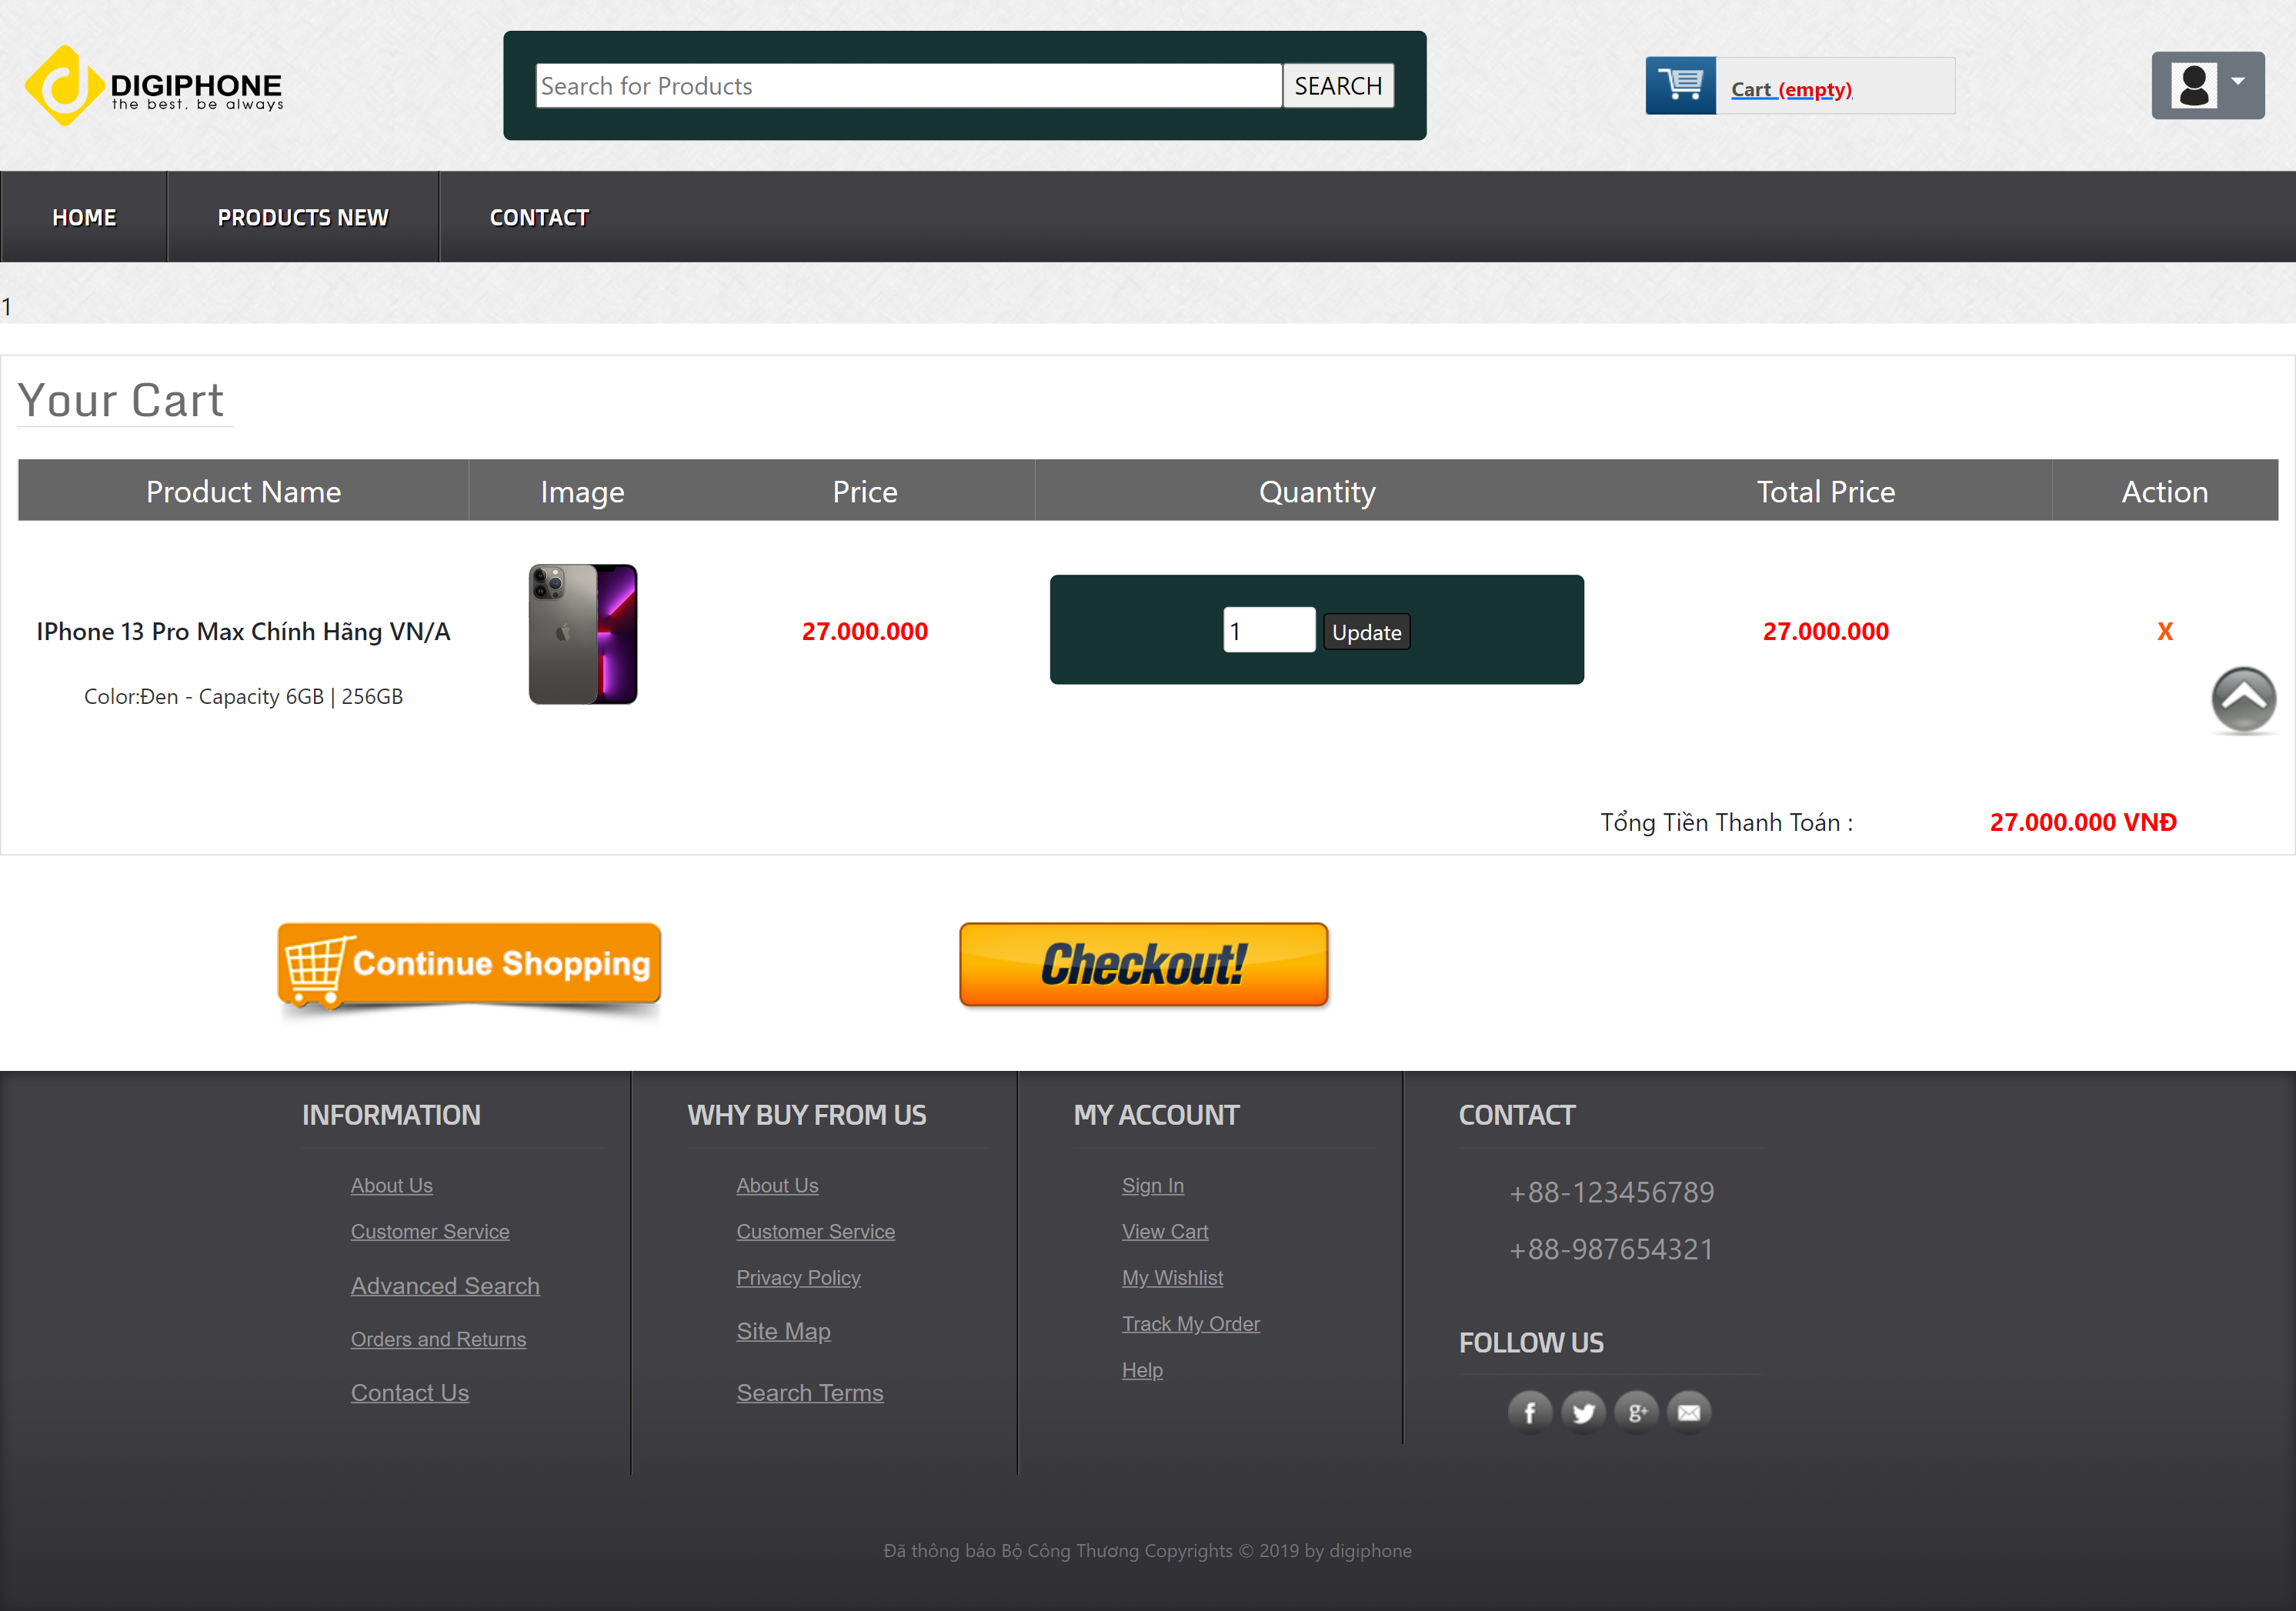 DIGIPHONE
the best, be always
Search for Products
SEARCH
Cart (empty)
HOME
PRODUCTS NEW
CONTACT
1
Your Cart
Product Name
Image
Price
Quantity
Total Price
Action
IPhone 13 Pro Max Chính Hãng VN/A
Color:Đen - Capacity 6GB | 256GB
27.000.000
1
Update
27.000.000
X
Tổng Tiền Thanh Toán :
27.000.000 VNĐ
Continue Shopping
Checkout!
INFORMATION
About Us
Customer Service
Advanced Search
Orders and Returns
Contact Us
WHY BUY FROM US
About Us
Customer Service
Privacy Policy
Site Map
Search Terms
MY ACCOUNT
Sign In
View Cart
My Wishlist
Track My Order
Help
CONTACT
+88-123456789
+88-987654321
FOLLOW US
Đã thông báo Bộ Công Thương Copyrights © 2019 by digiphone